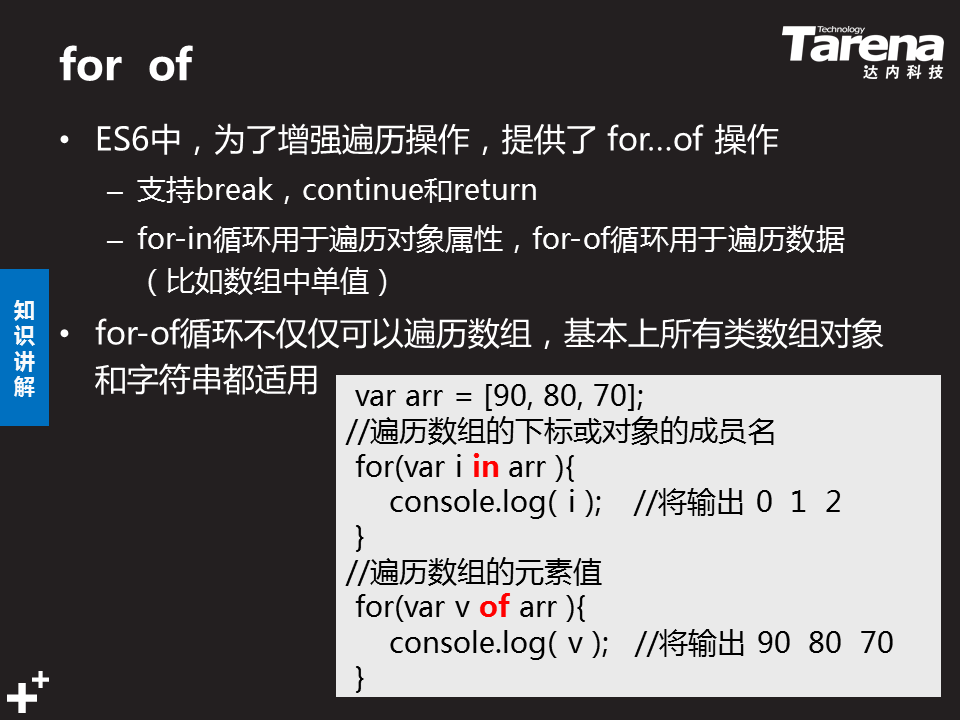 for of
Technology
Tarena
达内科技
• ES6中，为了增强遍历操作，提供了 for…of 操作
– 支持break，continue和return
– for-in循环用于遍历对象属性，for-of循环用于遍历数据
（比如数组中单值）
知识讲解
• for-of循环不仅仅可以遍历数组，基本上所有类数组对象
和字符串都适用
var arr = [90, 80, 70];
//遍历数组的下标或对象的成员名
for(var i in arr ){
console.log( i ); //将输出 0 1 2
}
//遍历数组的元素值
for(var v of arr ){
console.log( v ); //将输出 90 80 70
}